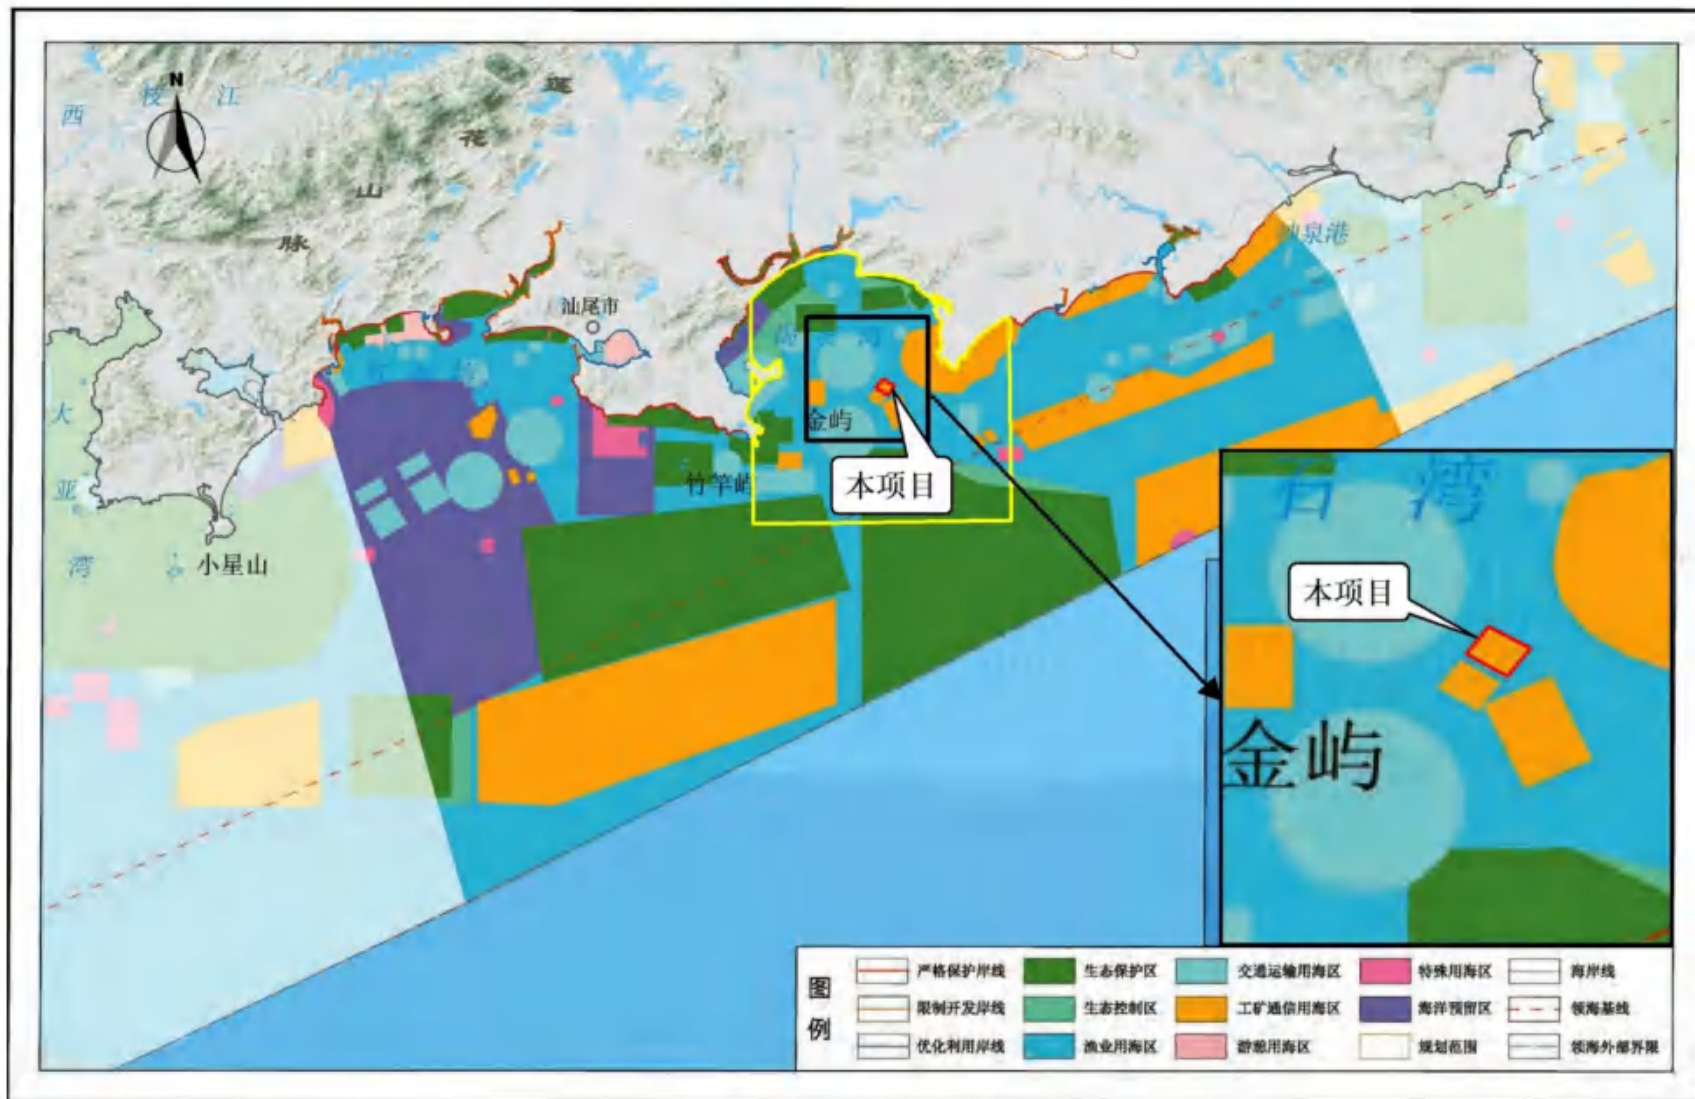 N
西 枝 江
莲
花
山
脉
汕尾市
泉港
大
亚
湾
小星山
竹竿屿
金屿
本项目
石 湾
本项目
金屿
图例
严格保护岸线
生态保护区
交通运输用海区
特殊用海区
海岸线
限制开发岸线
生态控制区
工矿通信用海区
海洋预留区
领海基线
优化利用岸线
渔业用海区
游憩用海区
规划范围
领海外部界限